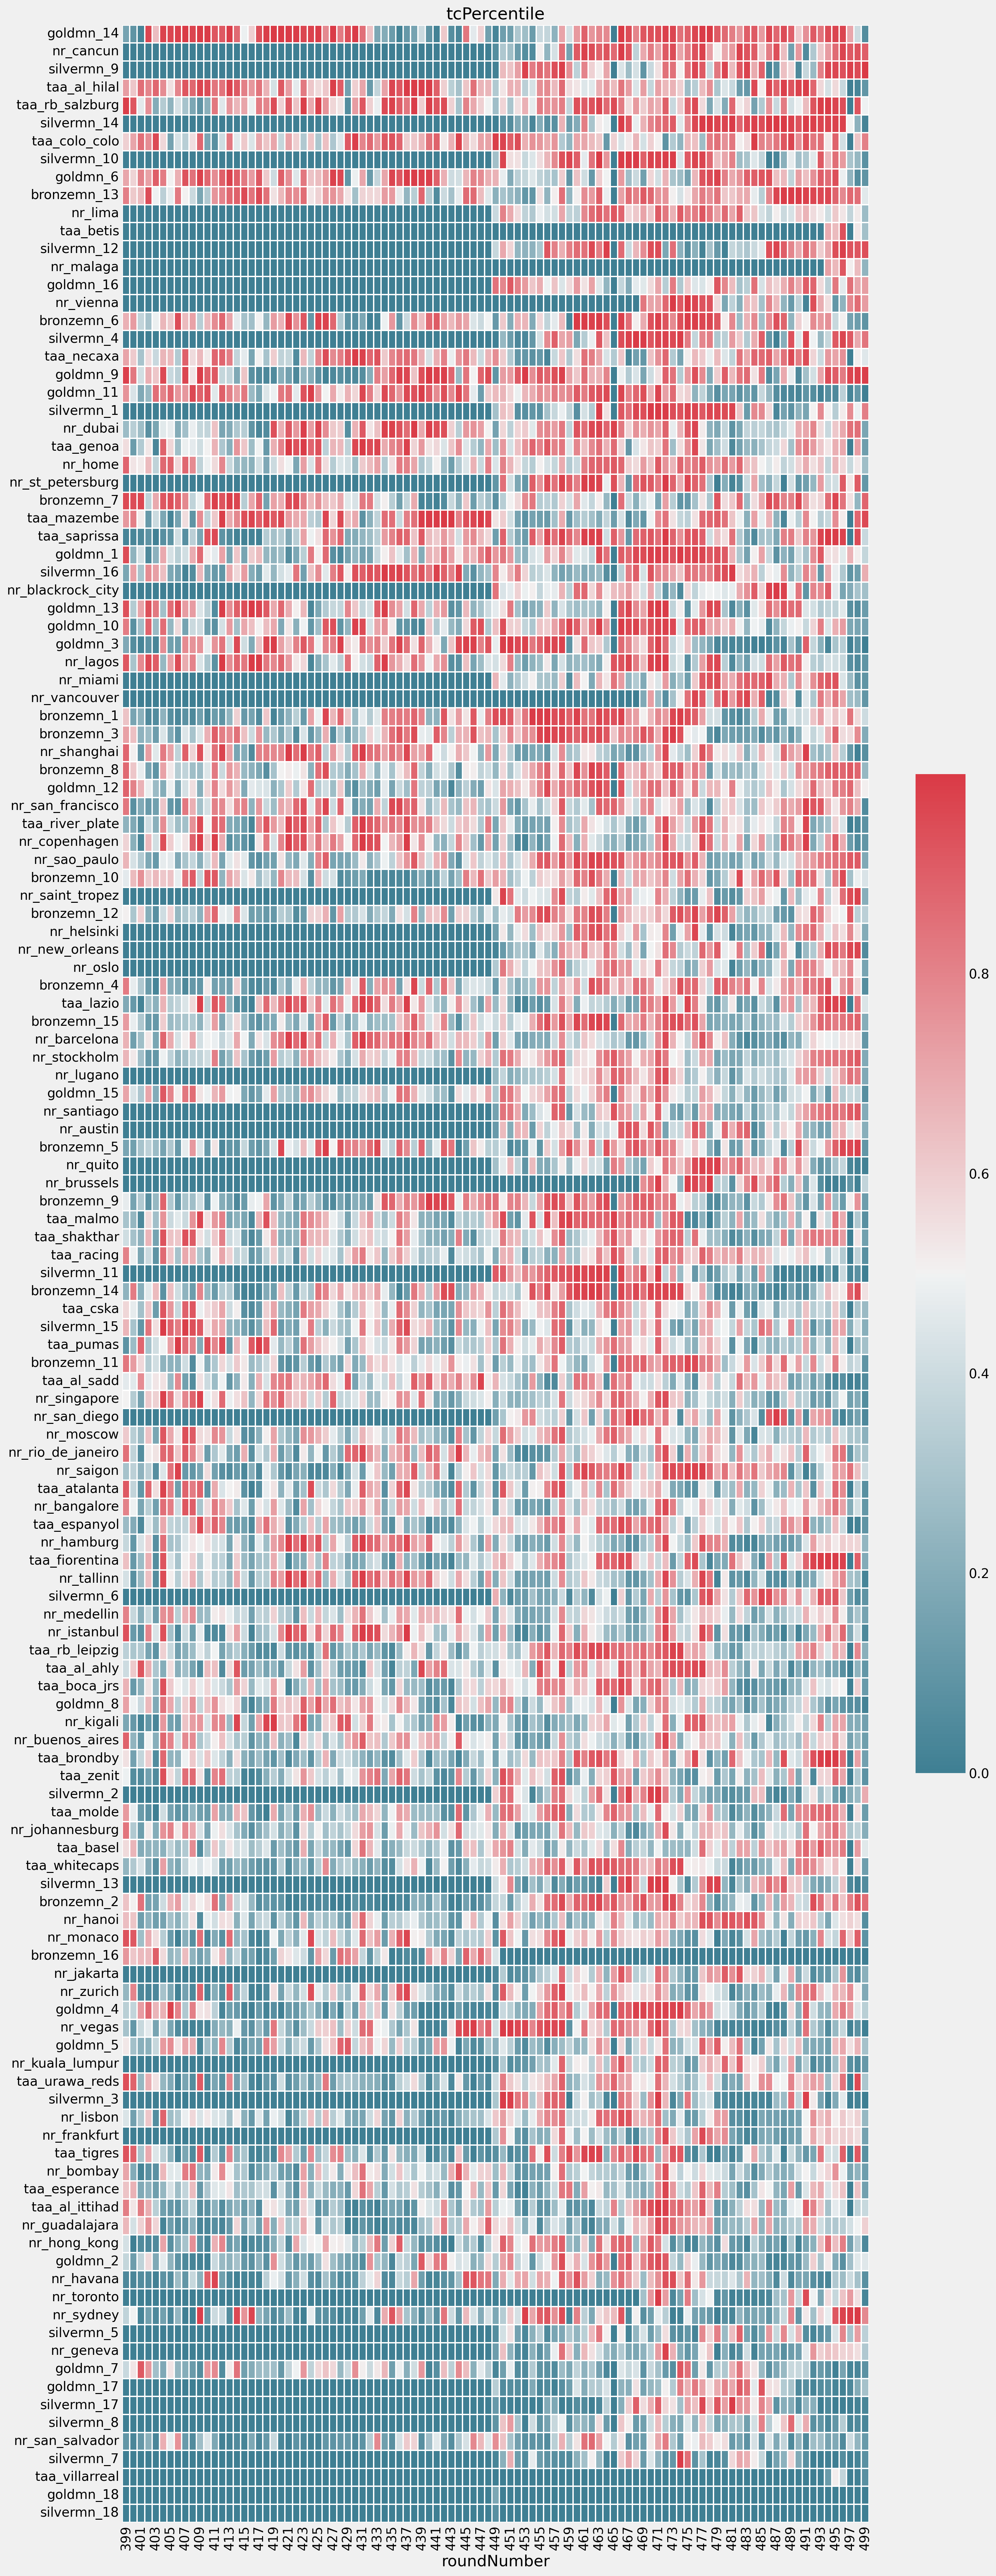 tcPercentile
goldmn_14
nr_cancun
silvermn_9
taa_al_hilal
taa_rb_salzburg
silvermn_14
taa_colo_colo
silvermn_10
goldmn_6
bronzemn_13
nr_lima
taa_betis
silvermn_12
nr_malaga
goldmn_16
nr_vienna
bronzemn_6
silvermn_4
taa_necaxa
goldmn_9
goldmn_11
silvermn_1
nr_dubai
taa_genoa
nr_home
nr_st_petersburg
bronzemn_7
taa_mazembe
taa_saprissa
goldmn_1
silvermn_16
nr_blackrock_city
goldmn_13
goldmn_10
goldmn_3
nr_lagos
nr_miami
nr_vancouver
bronzemn_1
bronzemn_3
nr_shanghai
bronzemn_8
goldmn_12
nr_san_francisco
taa_river_plate
nr_copenhagen
nr_sao_paulo
bronzemn_10
nr_saint_tropez
bronzemn_12
nr_helsinki
nr_new_orleans
nr_oslo
bronzemn_4
taa_lazio
bronzemn_15
nr_barcelona
nr_stockholm
nr_lugano
goldmn_15
nr_santiago
nr_austin
bronzemn_5
nr_quito
nr_brussels
bronzemn_9
taa_malmo
taa_shakthar
taa_racing
silvermn_11
bronzemn_14
taa_cska
silvermn_15
taa_pumas
bronzemn_11
taa_al_sadd
nr_singapore
nr_san_diego
nr_moscow
nr_rio_de_janeiro
nr_saigon
taa_atalanta
nr_bangalore
taa_espanyol
nr_hamburg
taa_fiorentina
nr_tallinn
silvermn_6
nr_medellin
nr_istanbul
taa_rb_leipzig
taa_al_ahly
taa_boca_jrs
goldmn_8
nr_kigali
nr_buenos_aires
taa_brondby
taa_zenit
silvermn_2
taa_molde
nr_johannesburg
taa_basel
taa_whitecaps
silvermn_13
bronzemn_2
nr_hanoi
nr_monaco
bronzemn_16
nr_jakarta
nr_zurich
goldmn_4
nr_vegas
goldmn_5
nr_kuala_lumpur
taa_urawa_reds
silvermn_3
nr_lisbon
nr_frankfurt
taa_tigres
nr_bombay
taa_esperance
taa_al_ittihad
nr_guadalajara
nr_hong_kong
goldmn_2
nr_havana
nr_toronto
nr_sydney
silvermn_5
nr_geneva
goldmn_7
goldmn_17
silvermn_17
silvermn_8
nr_san_salvador
silvermn_7
taa_villarreal
goldmn_18
silvermn_18
399 401 403 405 407 409 411 413 415 417 419 421 423 425 427 429 431 433 435 437 439 441 443 445 447 449 451 453 455 457 459 461 463 465 467 469 471 473 475 477 479 481 483 485 487 489 491 493 495 497 499
roundNumber
0.8
0.6
0.4
0.2
0.0